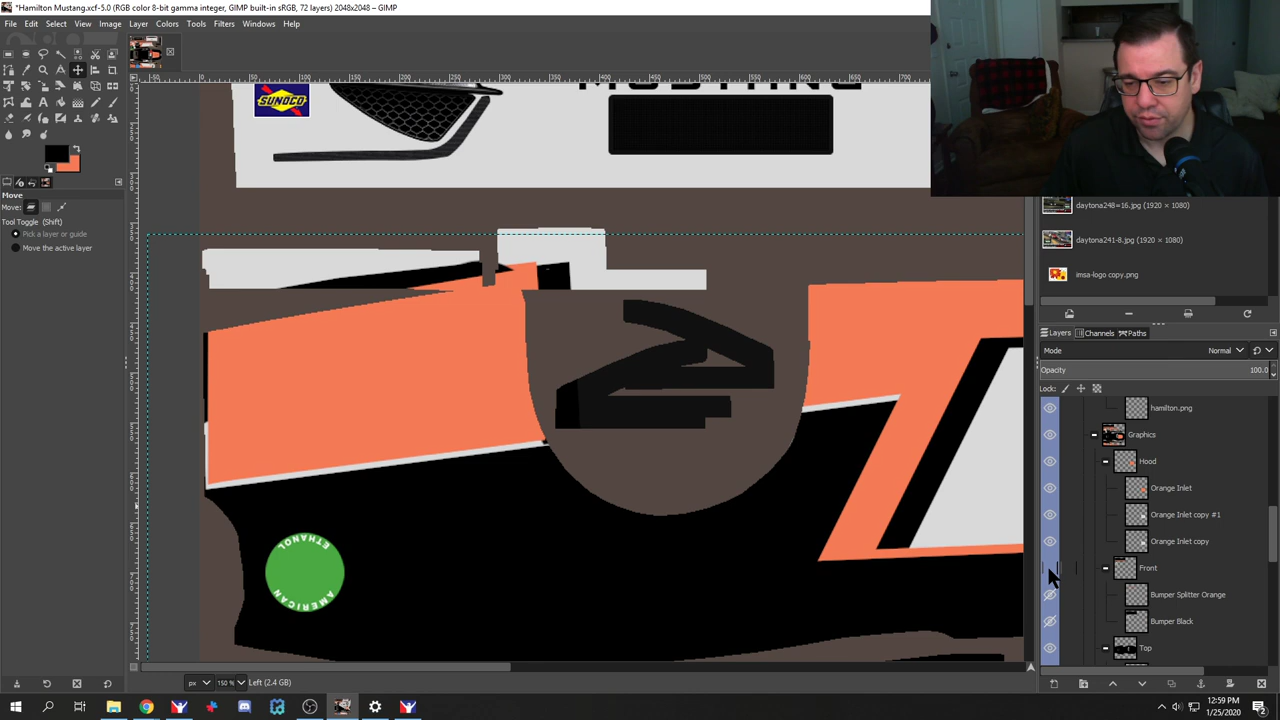 *Hamilton Mustang.xcf-5.0 (RGB color 8-bit gamma integer, GIMP built-in sRGB, 72 layers) 2048x2048 – GIMP
File Edit Select View Image Layer Colors Tools Filters Windows Help
Move
Move:
Tool Toggle (Shift)
Pick a layer or guide
Move the active layer
SUNOCO
MUSTANG
ETHANOL
AMERICAN
px 150 % Left (2.4 GB)
daytona248=16.jpg (1920 × 1080)
daytona241-8.jpg (1920 × 1080)
imsa-logo copy.png
Layers Channels Paths
Mode Normal
Opacity 100.0
Lock:
hamilton.png
Graphics
Hood
Orange Inlet
Orange Inlet copy #1
Orange Inlet copy
Front
Bumper Splitter Orange
Bumper Black
Top
12:59 PM
1/25/2020